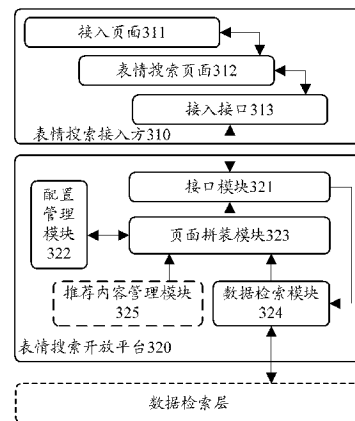 接入页面311
表情搜索页面312
接入接口313
表情搜索接入方310
接口模块321
配置
管理
模块
322
页面拼装模块323
推荐内容管理模块
325
数据检索模块
324
表情搜索开放平台320
数据检索层